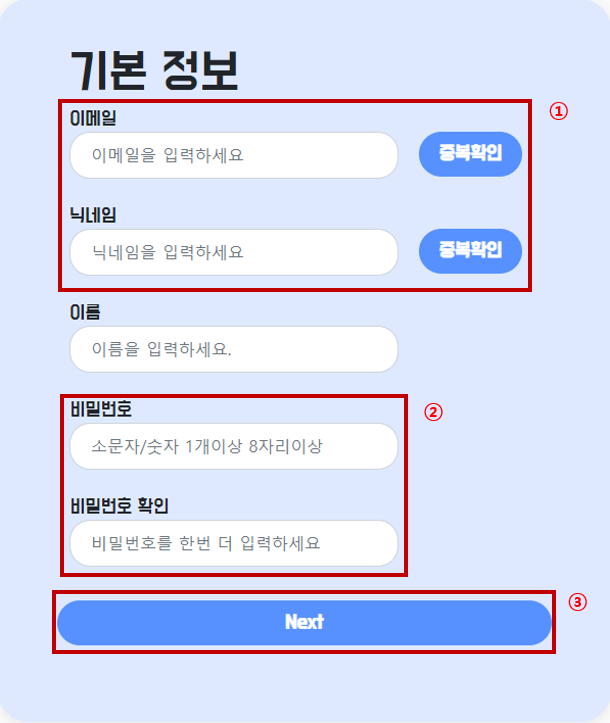 기본 정보
①
이메일
이메일을 입력하세요
중복확인
닉네임
닉네임을 입력하세요
중복확인
이름
이름을 입력하세요.
②
비밀번호
소문자/숫자 1개이상 8자리이상
비밀번호 확인
비밀번호를 한번 더 입력하세요
③
Next